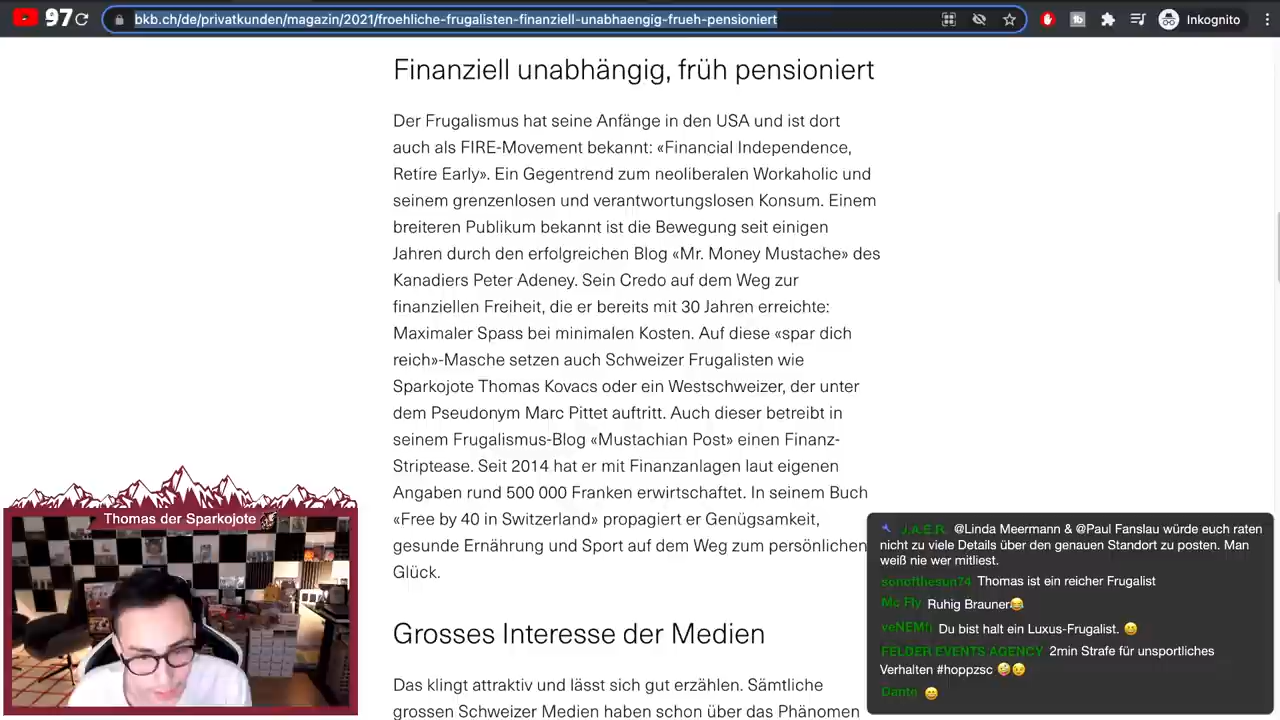 97
bkb.ch/de/privatkunden/magazin/2021/froehliche-frugalisten-finanziell-unabhaengig-frueh-pensioniert
Inkognito
Finanziell unabhängig, früh pensioniert
Der Frugalismus hat seine Anfänge in den USA und ist dort
auch als FIRE-Movement bekannt: «Financial Independence,
Retire Early». Ein Gegentrend zum neoliberalen Workaholic und
seinem grenzenlosen und verantwortungslosen Konsum. Einem
breiteren Publikum bekannt ist die Bewegung seit einigen
Jahren durch den erfolgreichen Blog «Mr. Money Mustache» des
Kanadiers Peter Adeney. Sein Credo auf dem Weg zur
finanziellen Freiheit, die er bereits mit 30 Jahren erreichte:
Maximaler Spass bei minimalen Kosten. Auf diese «spar dich
reich»-Masche setzen auch Schweizer Frugalisten wie
Sparkojote Thomas Kovacs oder ein Westschweizer, der unter
dem Pseudonym Marc Pittet auftritt. Auch dieser betreibt in
seinem Frugalismus-Blog «Mustachian Post» einen Finanz-
Striptease. Seit 2014 hat er mit Finanzanlagen laut eigenen
Angaben rund 500 000 Franken erwirtschaftet. In seinem Buch
«Free by 40 in Switzerland» propagiert er Genügsamkeit,
gesunde Ernährung und Sport auf dem Weg zum persönlichen
Glück.
Grosses Interesse der Medien
Das klingt attraktiv und lässt sich gut erzählen. Sämtliche
grossen Schweizer Medien haben schon über das Phänomen
Thomas der Sparkojote
J.A.E.R. @Linda Meermann & @Paul Fanslau würde euch raten
nicht zu viele Details über den genauen Standort zu posten. Man
weiß nie wer mitliest.
sonofthesun74 Thomas ist ein reicher Frugalist
Mc Fly Ruhig Brauner😂
veNEMfi Du bist halt ein Luxus-Frugalist. 😄
FELDER EVENTS AGENCY 2min Strafe für unsportliches
Verhalten #hoppzsc 🤣😉
Dante 😄